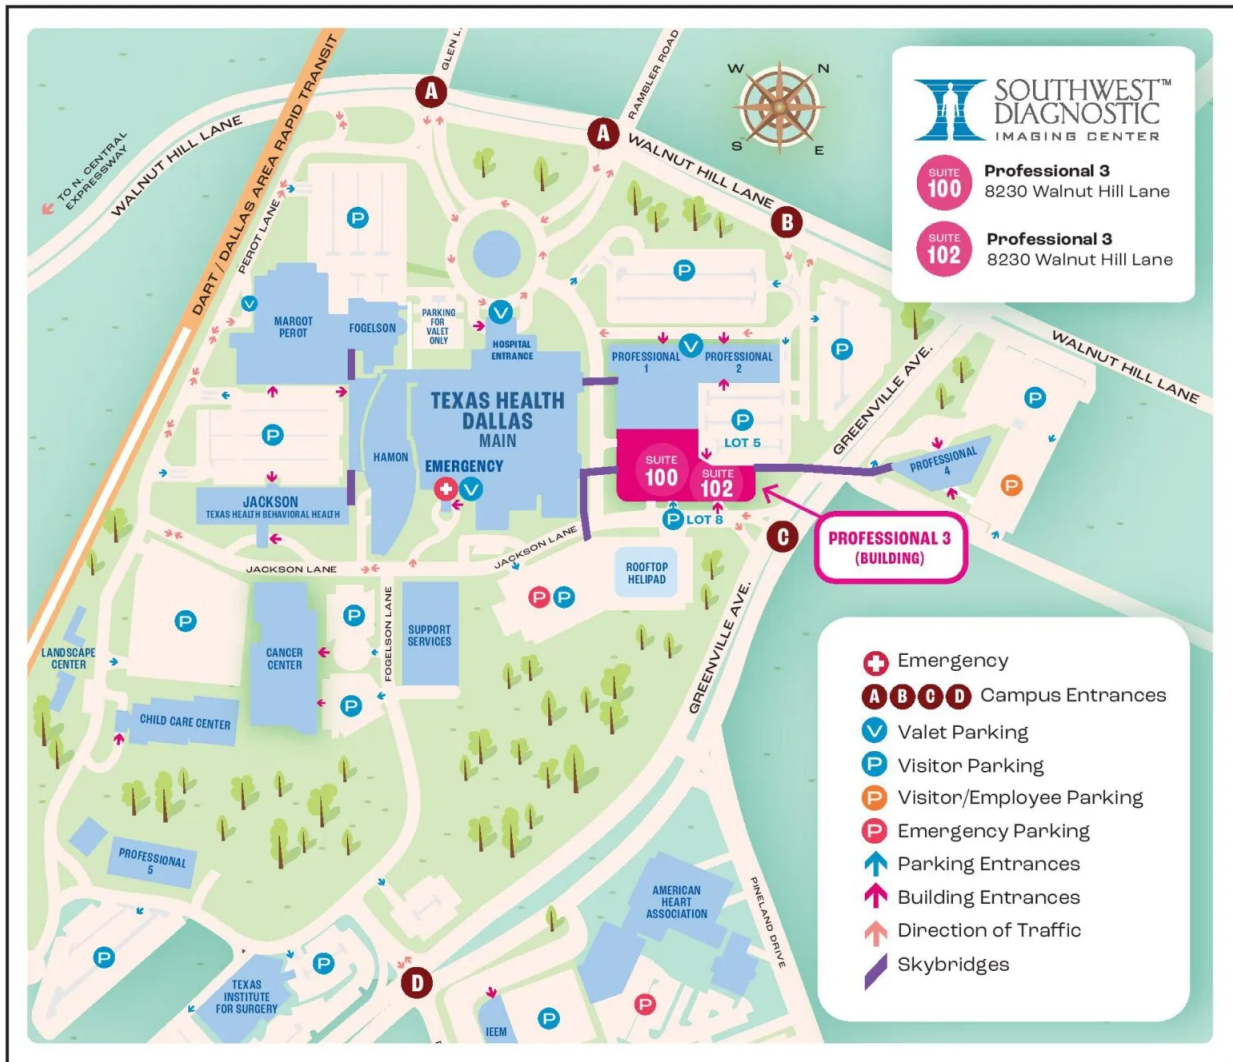 GLEN L.
RAMBLER ROAD
DART / DALLAS AREA RAPID TRANSIT
TO N. CENTRAL
EXPRESSWAY
WALNUT HILL LANE
PEROT LANE
A
A
WALNUT HILL LANE
B
W
N
S
E
SOUTHWEST™
DIAGNOSTIC
IMAGING CENTER
SUITE
100
Professional 3
8230 Walnut Hill Lane
SUITE
102
Professional 3
8230 Walnut Hill Lane
P
P
P
V
MARGOT
PEROT
FOGELSON
PARKING
FOR
VALET
ONLY
V
HOSPITAL
ENTRANCE
PROFESSIONAL
1
V
PROFESSIONAL
2
P
LOT 5
WALNUT HILL LANE
GREENVILLE AVE.
P
PROFESSIONAL
4
P
TEXAS HEALTH
DALLAS
MAIN
EMERGENCY
V
HAMON
P
JACKSON
TEXAS HEALTH BEHAVIORAL HEALTH
SUITE
100
SUITE
102
P
LOT 8
C
PROFESSIONAL 3
(BUILDING)
JACKSON LANE
JACKSON LANE
ROOFTOP
HELIPAD
P
P
P
P
P
CANCER
CENTER
FOGELSON LANE
SUPPORT
SERVICES
LANDSCAPE
CENTER
CHILD CARE CENTER
GREENVILLE AVE.
PROFESSIONAL
5
P
P
TEXAS
INSTITUTE
FOR SURGERY
D
IEEM
P
P
AMERICAN
HEART
ASSOCIATION
PINELAND DRIVE
Emergency
A B C D Campus Entrances
V Valet Parking
P Visitor Parking
P Visitor/Employee Parking
P Emergency Parking
Parking Entrances
Building Entrances
Direction of Traffic
Skybridges